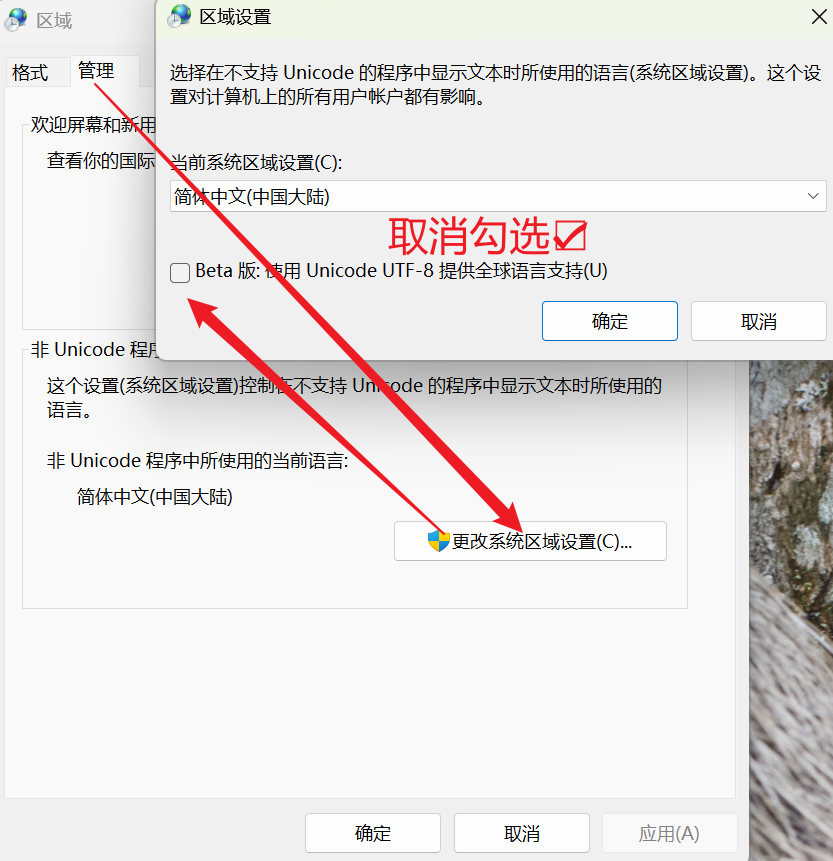 区域
区域设置
格式
管理
选择在不支持 Unicode 的程序中显示文本时所使用的语言(系统区域设置)。这个设
置对计算机上的所有用户帐户都有影响。
欢迎屏幕和新用
查看你的国际
当前系统区域设置(C):
简体中文(中国大陆)
取消勾选☑
Beta 版: 使用 Unicode UTF-8 提供全球语言支持(U)
确定
取消
非 Unicode 程序
这个设置(系统区域设置)控制在不支持 Unicode 的程序中显示文本时所使用的
语言。
非 Unicode 程序中所使用的当前语言:
简体中文(中国大陆)
更改系统区域设置(C)...
确定
取消
应用(A)